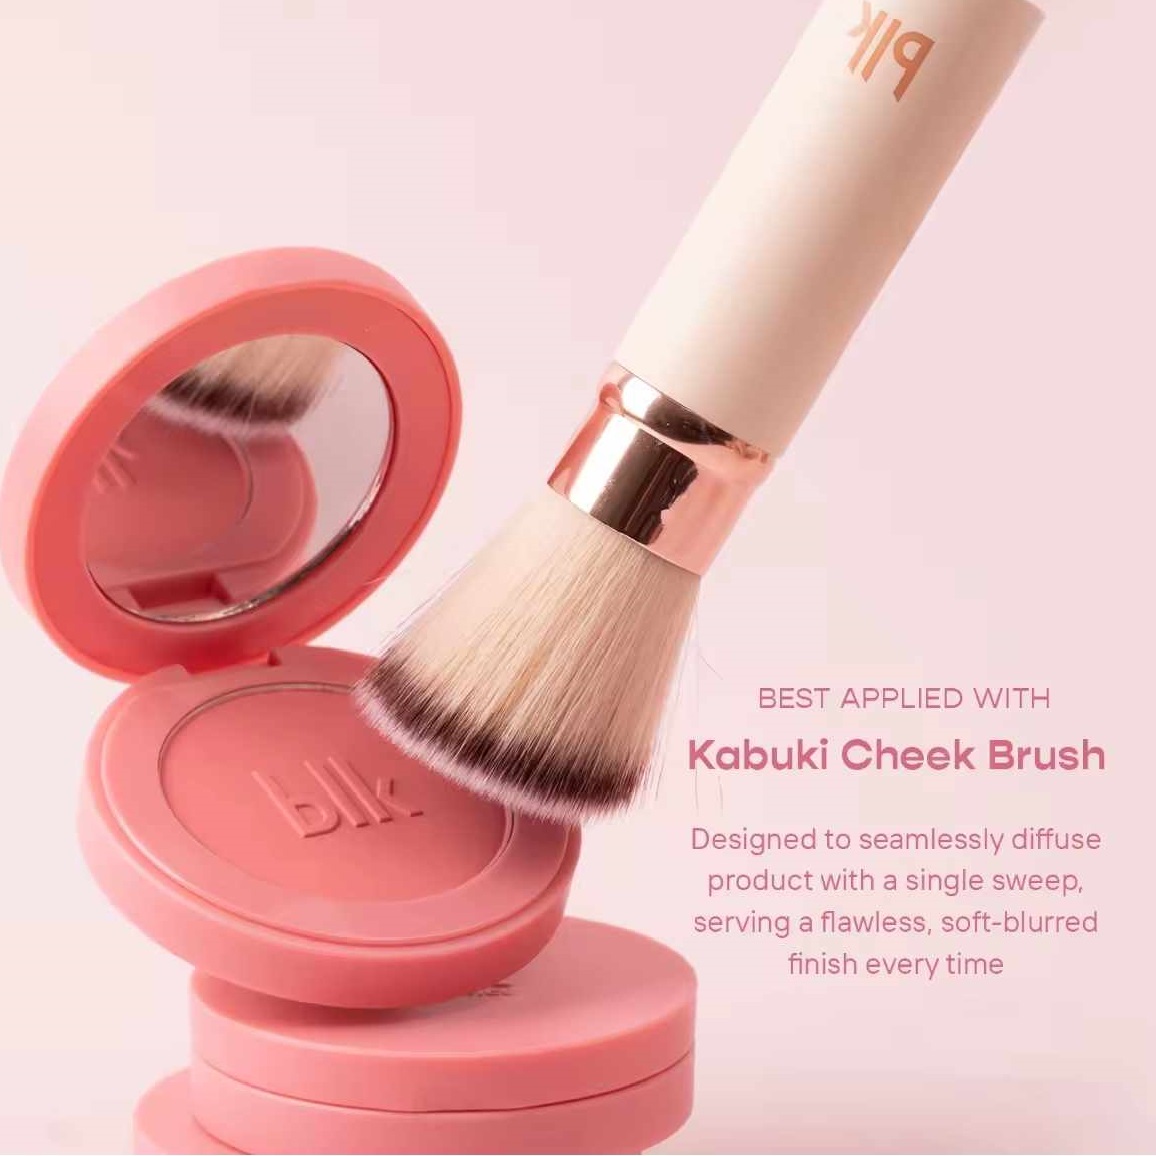 blk
blk
BEST APPLIED WITH
Kabuki Cheek Brush
Designed to seamlessly diffuse
product with a single sweep,
serving a flawless, soft-blurred
finish every time